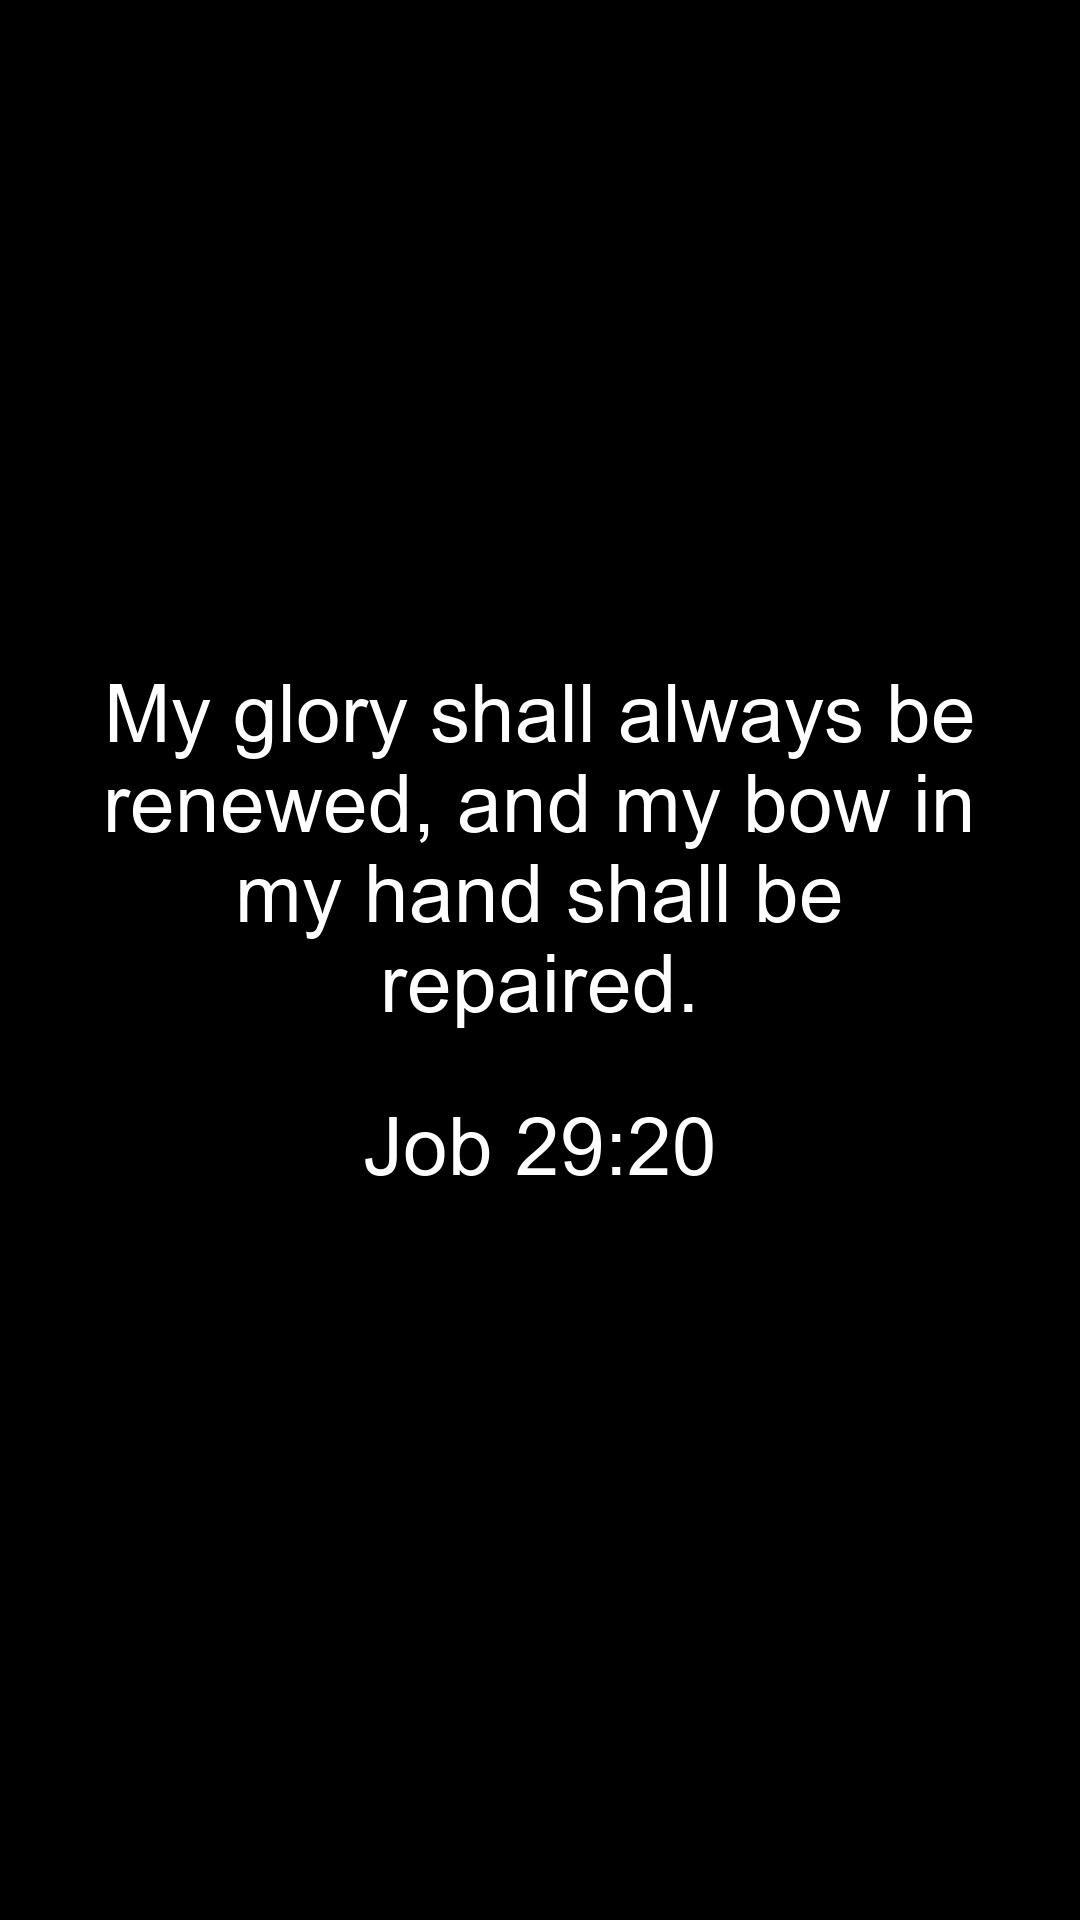 My glory shall always be
renewed, and my bow in
my hand shall be
repaired.
Job 29:20